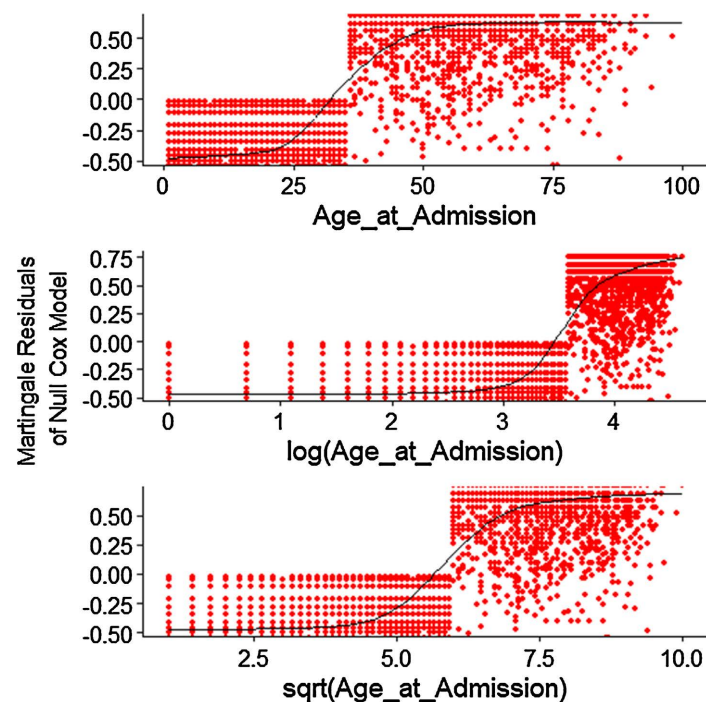 0.50
0.25
0.00
-0.25
-0.50
0 25 50 75 100
Age_at_Admission
Martingale Residuals
of Null Cox Model
0.75
0.50
0.25
0.00
-0.25
-0.50
0 1 2 3 4
log(Age_at_Admission)
0.50
0.25
0.00
-0.25
-0.50
2.5 5.0 7.5 10.0
sqrt(Age_at_Admission)